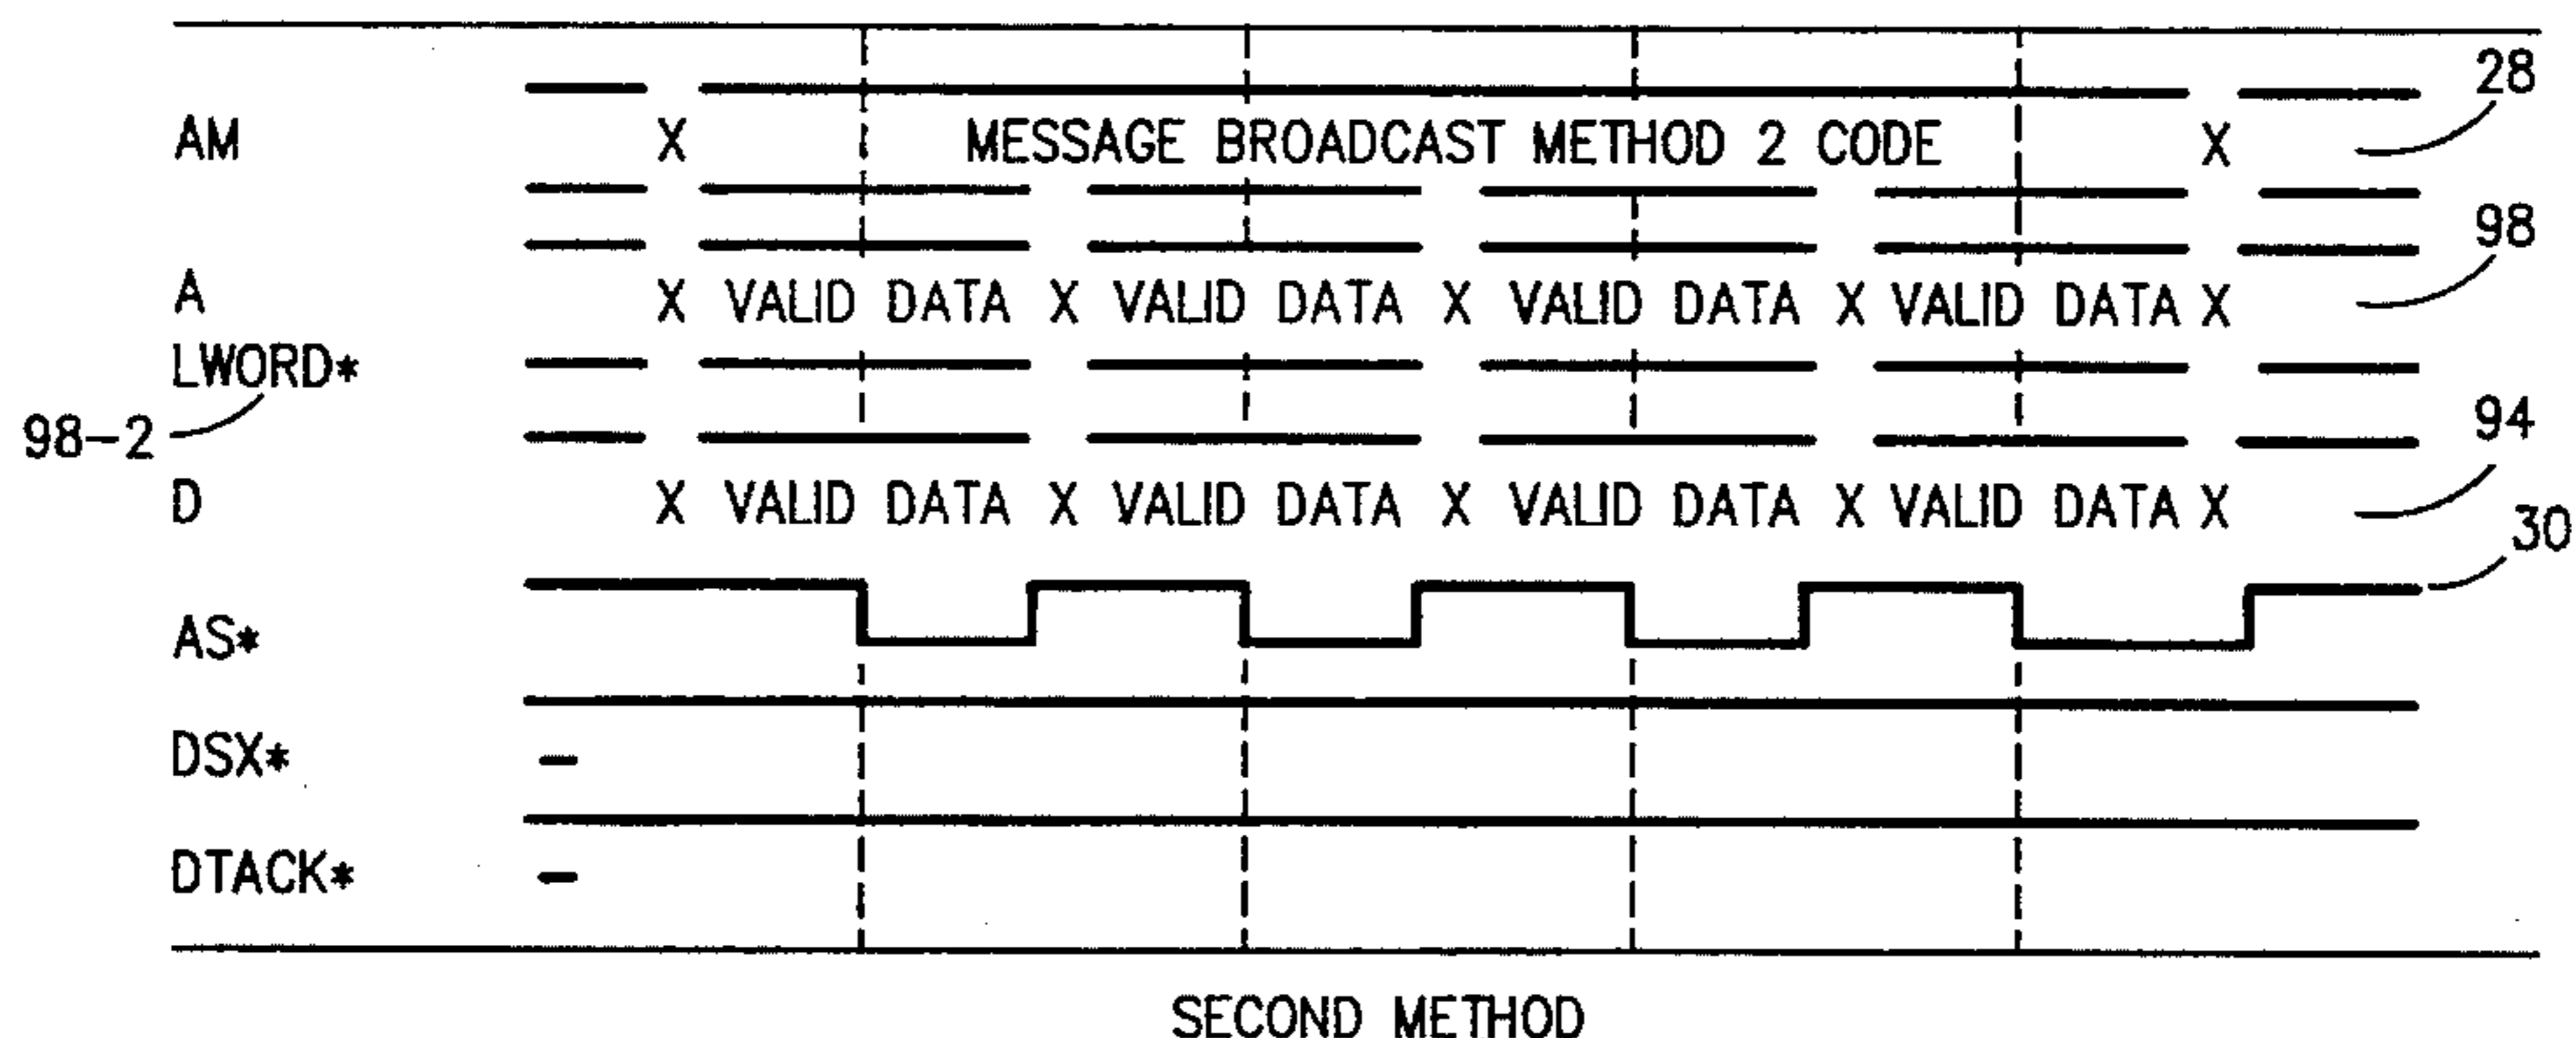 28
AM X MESSAGE BROADCAST METHOD 2 CODE X
98
A X VALID DATA X VALID DATA X VALID DATA X VALID DATA X
LWORD*
98-2
94
D X VALID DATA X VALID DATA X VALID DATA X VALID DATA X
30
AS*
DSX*
DTACK*
SECOND METHOD